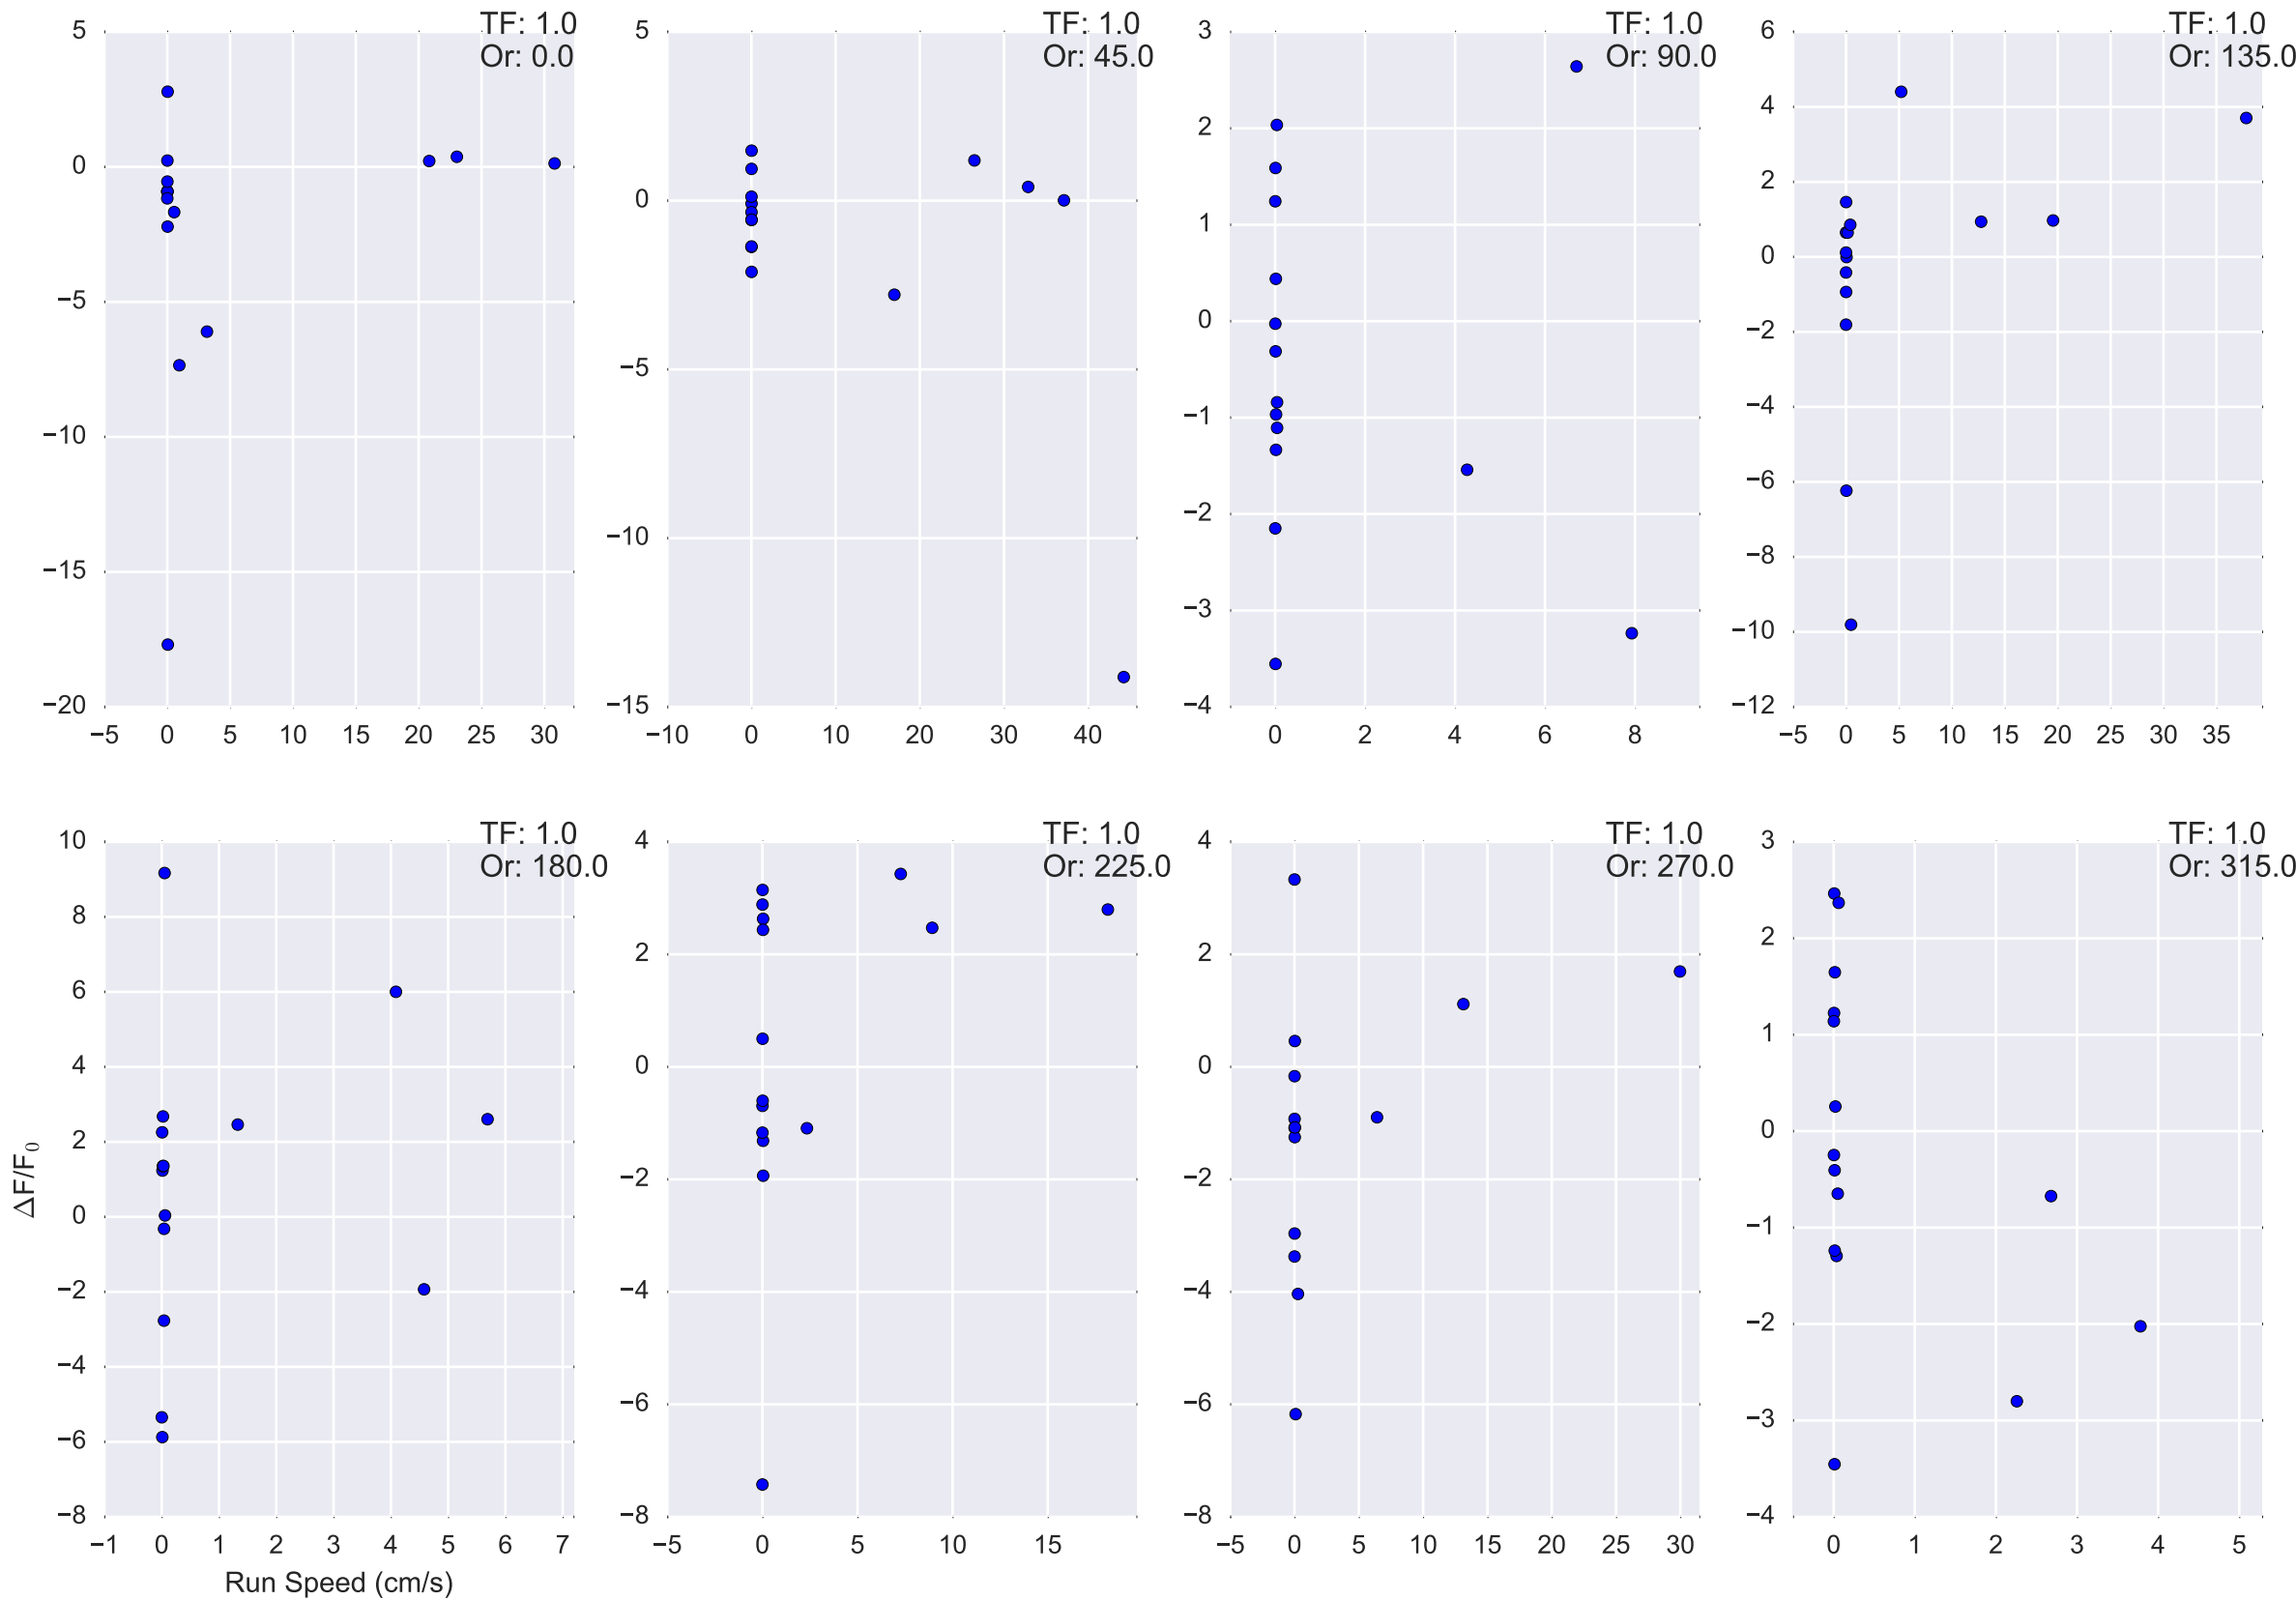 TF: 1.0
Or: 0.0
5
0
−5
−10
−15
−20
−5 0 5 10 15 20 25 30
TF: 1.0
Or: 45.0
5
0
−5
−10
−15
−10 0 10 20 30 40
TF: 1.0
Or: 90.0
3
2
1
0
−1
−2
−3
−4
0 2 4 6 8
TF: 1.0
Or: 135.0
6
4
2
0
−2
−4
−6
−8
−10
−12
−5 0 5 10 15 20 25 30 35
TF: 1.0
Or: 180.0
10
8
6
4
2
0
−2
−4
−6
−8
ΔF/F₀
−1 0 1 2 3 4 5 6 7
Run Speed (cm/s)
TF: 1.0
Or: 225.0
4
2
0
−2
−4
−6
−8
−5 0 5 10 15
TF: 1.0
Or: 270.0
4
2
0
−2
−4
−6
−8
−5 0 5 10 15 20 25 30
TF: 1.0
Or: 315.0
3
2
1
0
−1
−2
−3
−4
0 1 2 3 4 5